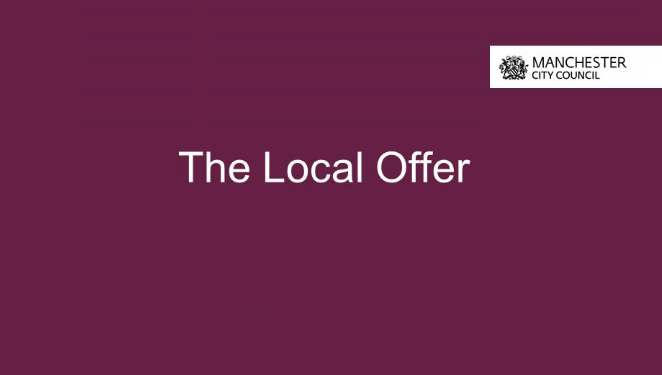 MANCHESTER
CITY COUNCIL
The Local Offer